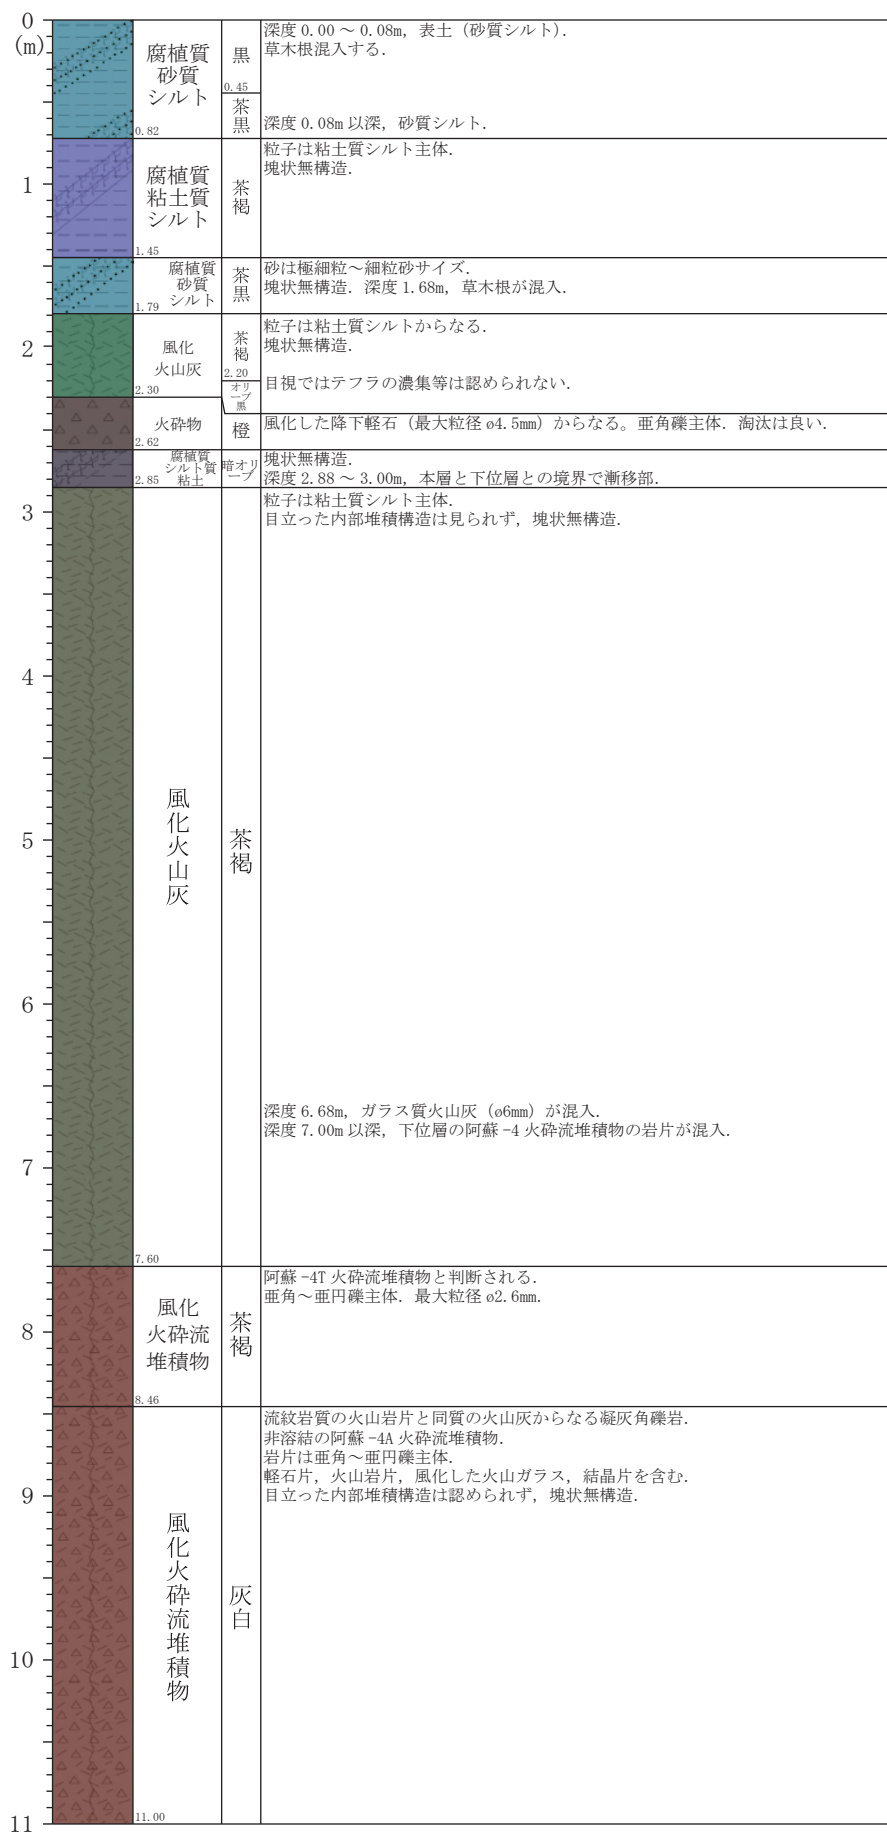 0
(m)
腐植質
砂質
シルト
0.82
黒
0.45
茶
黒
深度 0.00 ～ 0.08m，表土（砂質シルト）．
草木根混入する．
深度 0.08m 以深，砂質シルト．
1
腐植質
粘土質
シルト
1.45
茶
褐
粒子は粘土質シルト主体．
塊状無構造．
腐植質
砂質
シルト
1.79
茶
黒
砂は極細粒～細粒砂サイズ．
塊状無構造．深度 1.68m，草木根が混入．
2
風化
火山灰
2.30
茶
褐
2.20
オリ
ーブ
黒
粒子は粘土質シルトからなる．
塊状無構造．
目視ではテフラの濃集等は認められない．
火砕物
2.62
橙
風化した降下軽石（最大粒径 ø4.5mm）からなる。亜角礫主体．淘汰は良い．
腐植質
シルト質
粘土
2.85
暗オリ
ーブ
塊状無構造．
深度 2.88 ～ 3.00m，本層と下位層との境界で漸移部．
3
4
5
6
7
風化火山灰
7.60
茶褐
粒子は粘土質シルト主体．
目立った内部堆積構造は見られず，塊状無構造．
深度 6.68m，ガラス質火山灰（ø6mm）が混入．
深度 7.00m 以深，下位層の阿蘇 -4 火砕流堆積物の岩片が混入．
8
風化
火砕流
堆積物
8.46
茶褐
阿蘇 -4T 火砕流堆積物と判断される．
亜角～亜円礫主体．最大粒径 ø2.6mm．
9
10
11
風化火砕流堆積物
11.00
灰白
流紋岩質の火山岩片と同質の火山灰からなる凝灰角礫岩．
非溶結の阿蘇 -4A 火砕流堆積物．
岩片は亜角～亜円礫主体．
軽石片，火山岩片，風化した火山ガラス，結晶片を含む．
目立った内部堆積構造は認められず，塊状無構造．